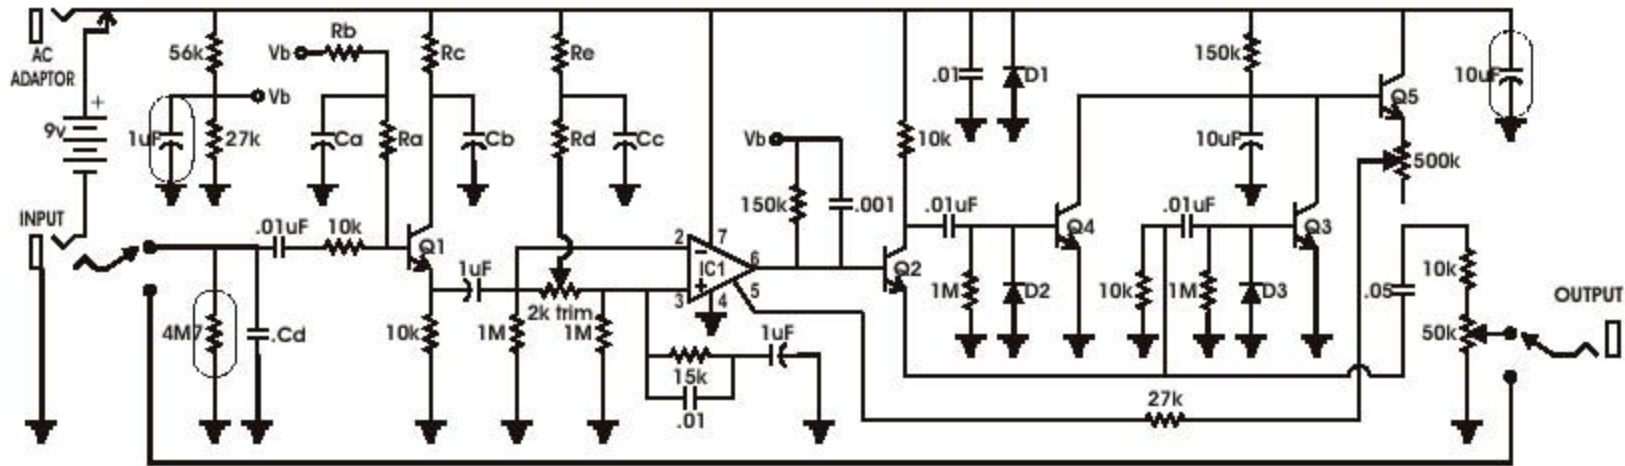 AC
ADAPTOR
9v
+
56k
Vb
1uF
27k
Vb
Rb
Ca
Ra
Rc
Cb
Re
Rd
Cc
INPUT
.01uF
10k
Q1
4M7
.Cd
10k
1uF
1M
2k trim
1M
2
7
-
IC1
+
6
5
3
4
15k
.01
1uF
Vb
150k
.001
10k
Q2
.01
D1
.01uF
Q4
1M
D2
150k
10uF
.01uF
Q3
10k
1M
D3
Q5
500k
10uF
.05
10k
50k
27k
OUTPUT